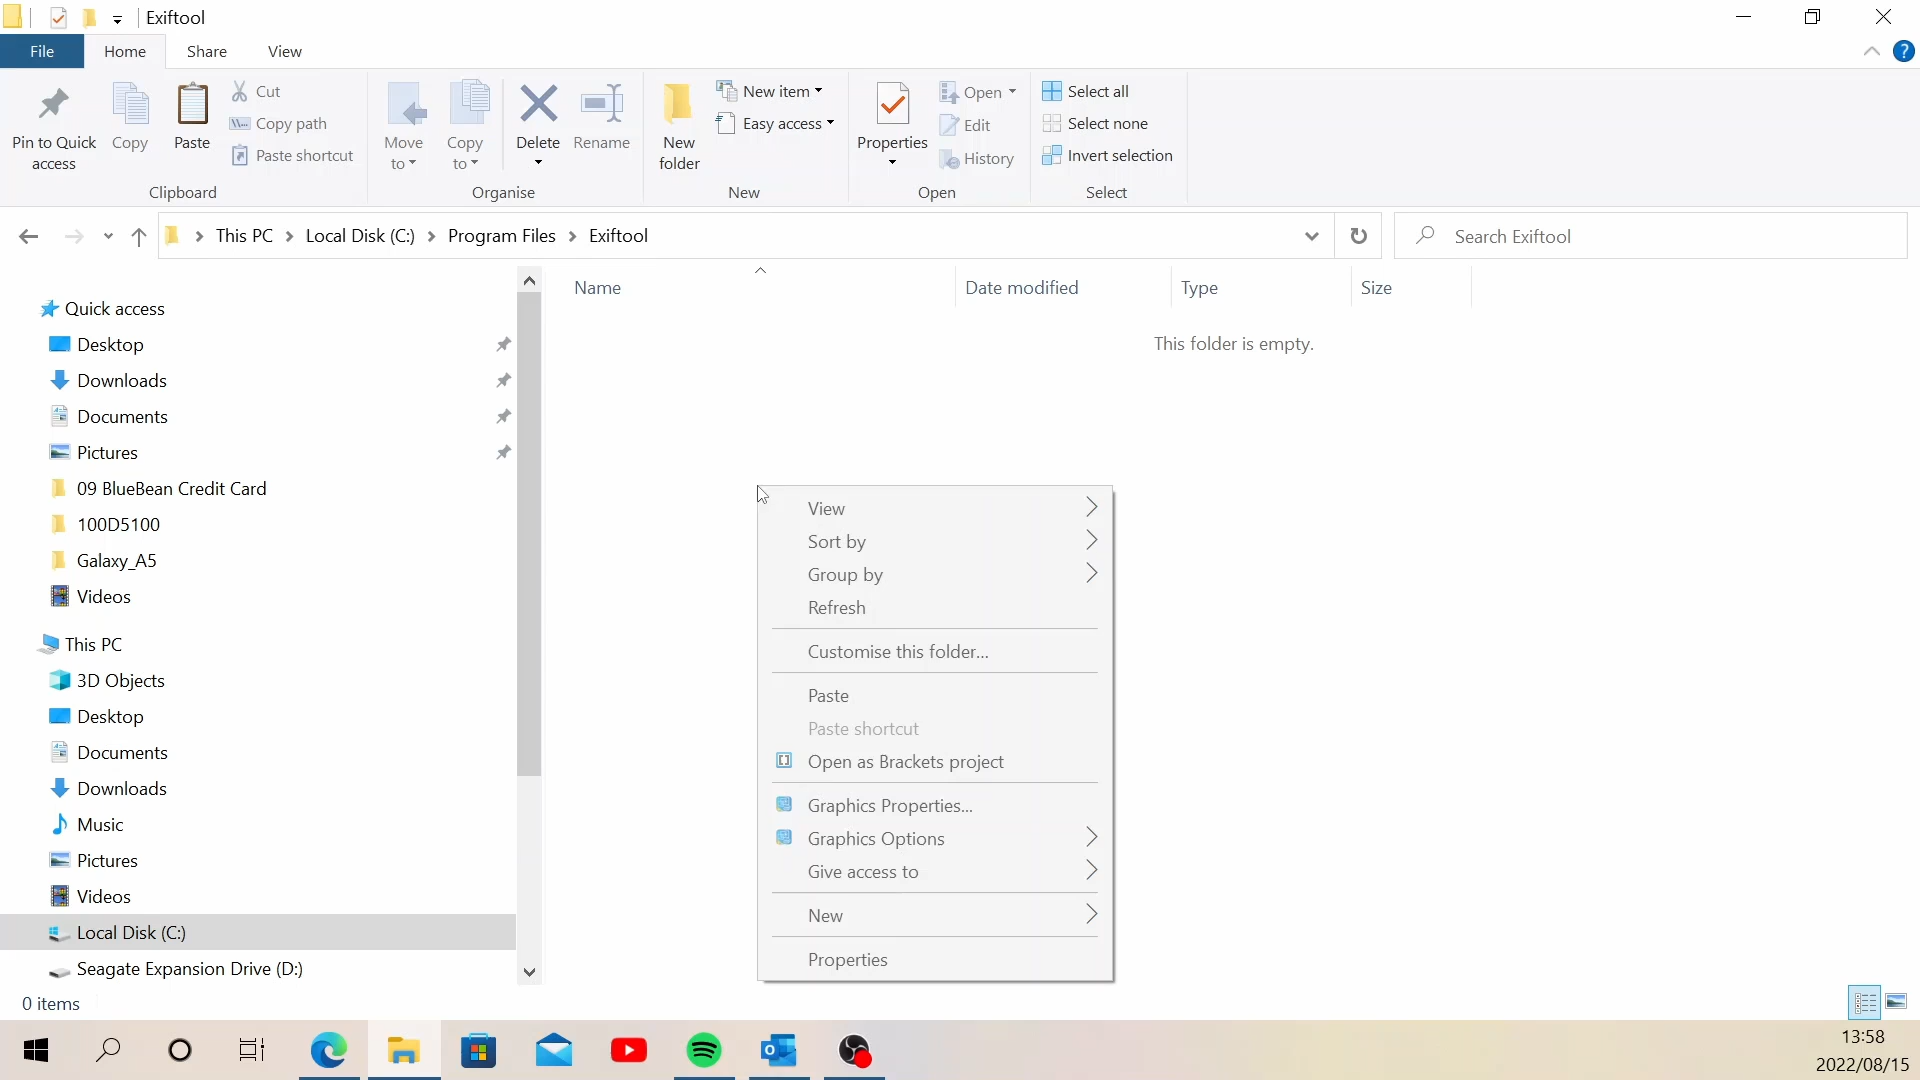 Exiftool
File Home Share View
Pin to Quick access
Copy
Paste
Cut
Copy path
Paste shortcut
Clipboard
Move to
Copy to
Delete
Rename
Organise
New folder
New item
Easy access
New
Properties
Open
Edit
History
Open
Select all
Select none
Invert selection
Select
This PC Local Disk (C:) Program Files Exiftool
Search Exiftool
Name Date modified Type Size
This folder is empty.
Quick access
Desktop
Downloads
Documents
Pictures
09 BlueBean Credit Card
100D5100
Galaxy_A5
Videos
This PC
3D Objects
Desktop
Documents
Downloads
Music
Pictures
Videos
Local Disk (C:)
Seagate Expansion Drive (D:)
View
Sort by
Group by
Refresh
Customise this folder...
Paste
Paste shortcut
Open as Brackets project
Graphics Properties...
Graphics Options
Give access to
New
Properties
0 items
13:58
2022/08/15